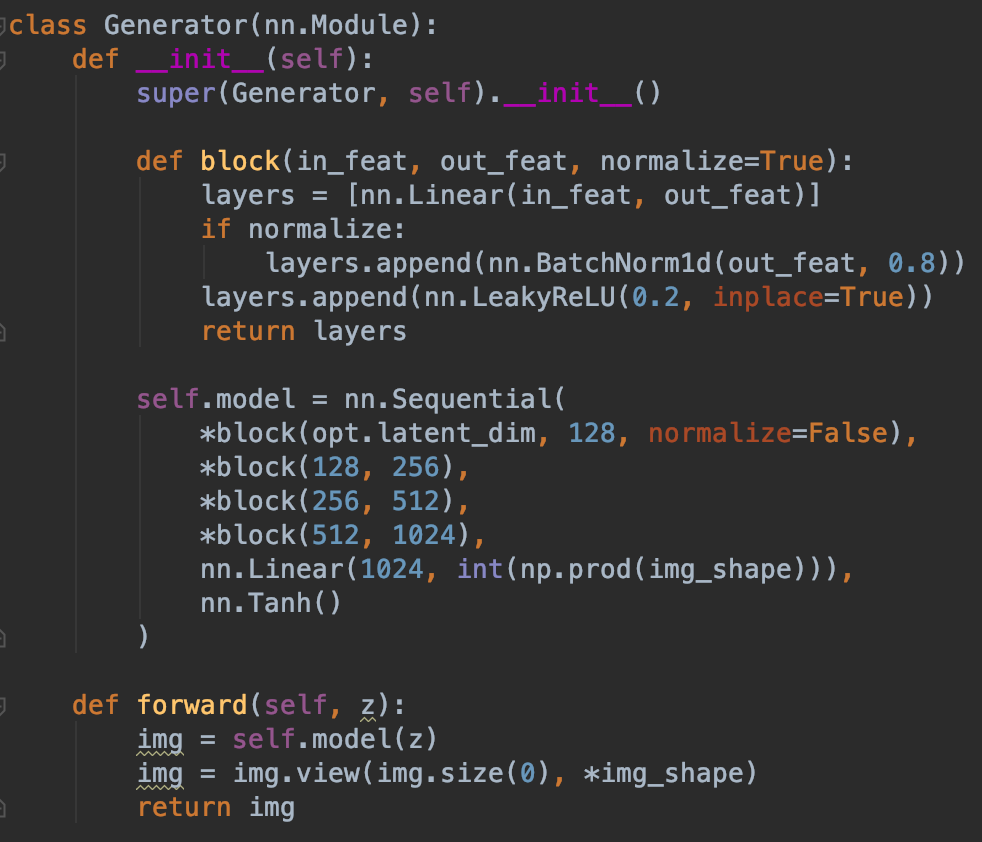 class Generator(nn.Module):
    def __init__(self):
        super(Generator, self).__init__()

        def block(in_feat, out_feat, normalize=True):
            layers = [nn.Linear(in_feat, out_feat)]
            if normalize:
                layers.append(nn.BatchNorm1d(out_feat, 0.8))
            layers.append(nn.LeakyReLU(0.2, inplace=True))
            return layers

        self.model = nn.Sequential(
            *block(opt.latent_dim, 128, normalize=False),
            *block(128, 256),
            *block(256, 512),
            *block(512, 1024),
            nn.Linear(1024, int(np.prod(img_shape))),
            nn.Tanh()
        )

    def forward(self, z):
        img = self.model(z)
        img = img.view(img.size(0), *img_shape)
        return img